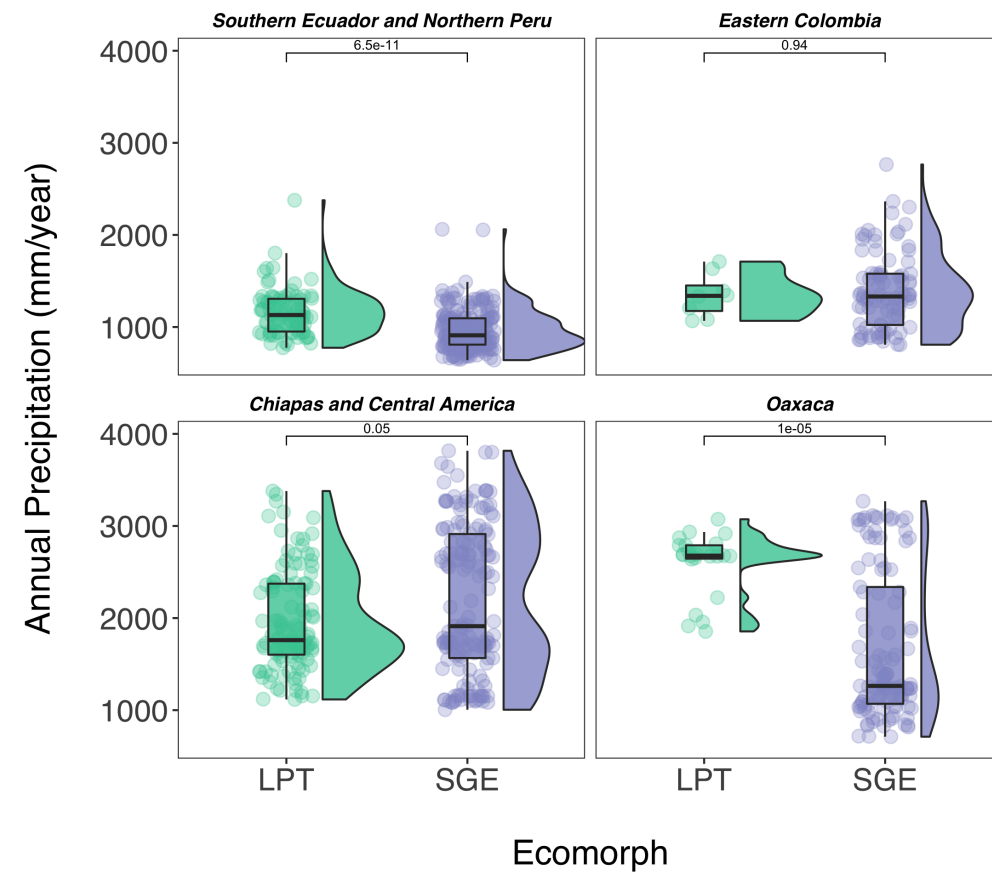 Southern Ecuador and Northern Peru
Eastern Colombia
4000
3000
2000
1000
6.5e-11
0.94
Annual Precipitation (mm/year)
Chiapas and Central America
Oaxaca
4000
3000
2000
1000
0.05
1e-05
LPT
SGE
LPT
SGE
Ecomorph